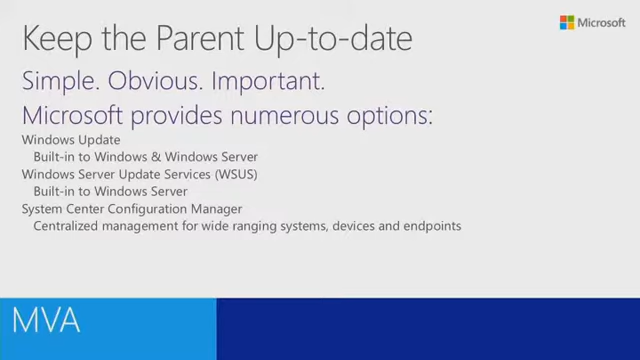 Keep the Parent Up-to-date
Microsoft
Simple. Obvious. Important.
Microsoft provides numerous options:
Windows Update
Built-in to Windows & Windows Server
Windows Server Update Services (WSUS)
Built-in to Windows Server
System Center Configuration Manager
Centralized management for wide ranging systems, devices and endpoints
MVA